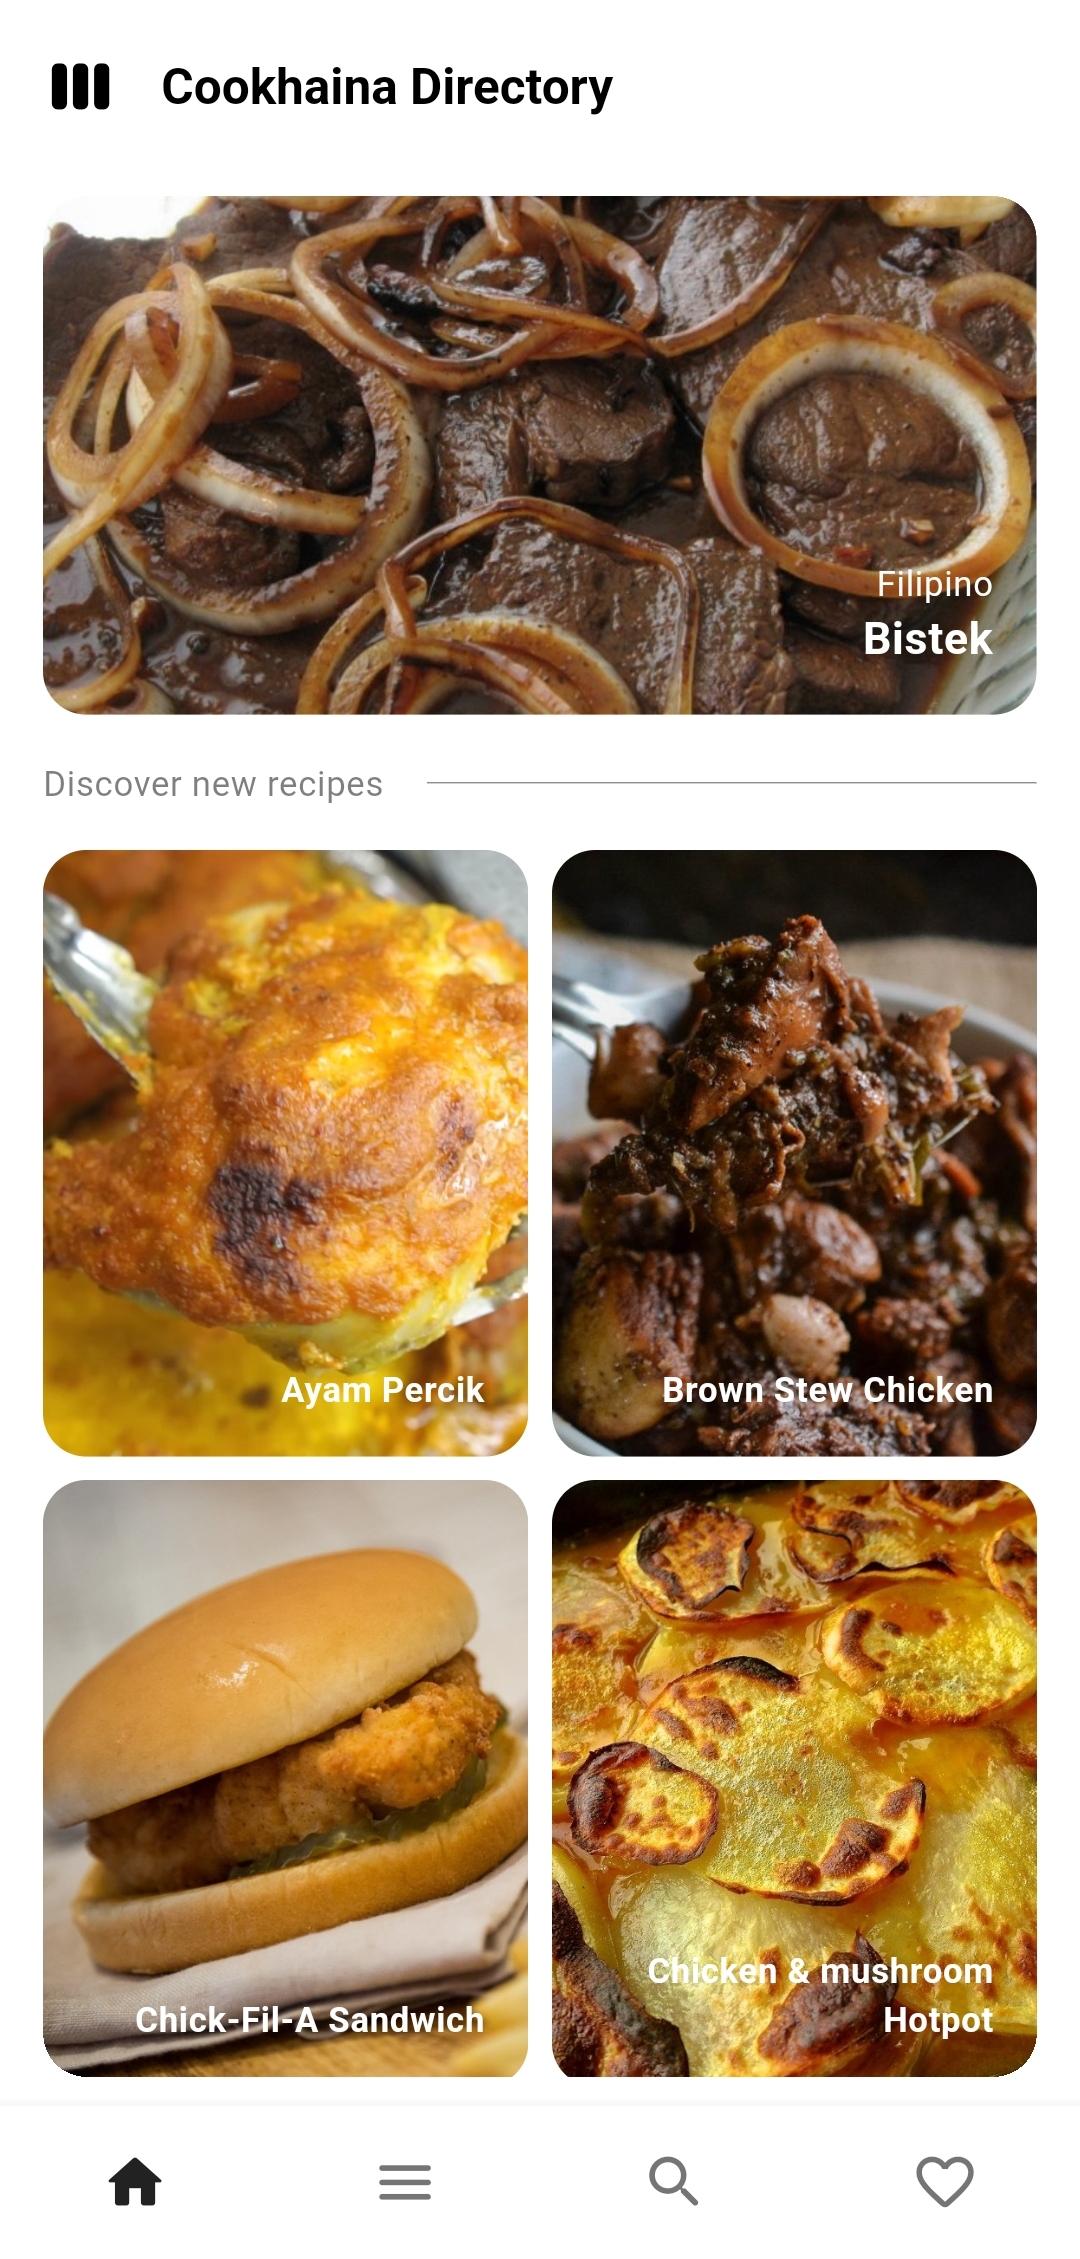 Cookhaina Directory
Filipino
Bistek
Discover new recipes
Ayam Percik
Brown Stew Chicken
Chick-Fil-A Sandwich
Chicken & mushroom
Hotpot